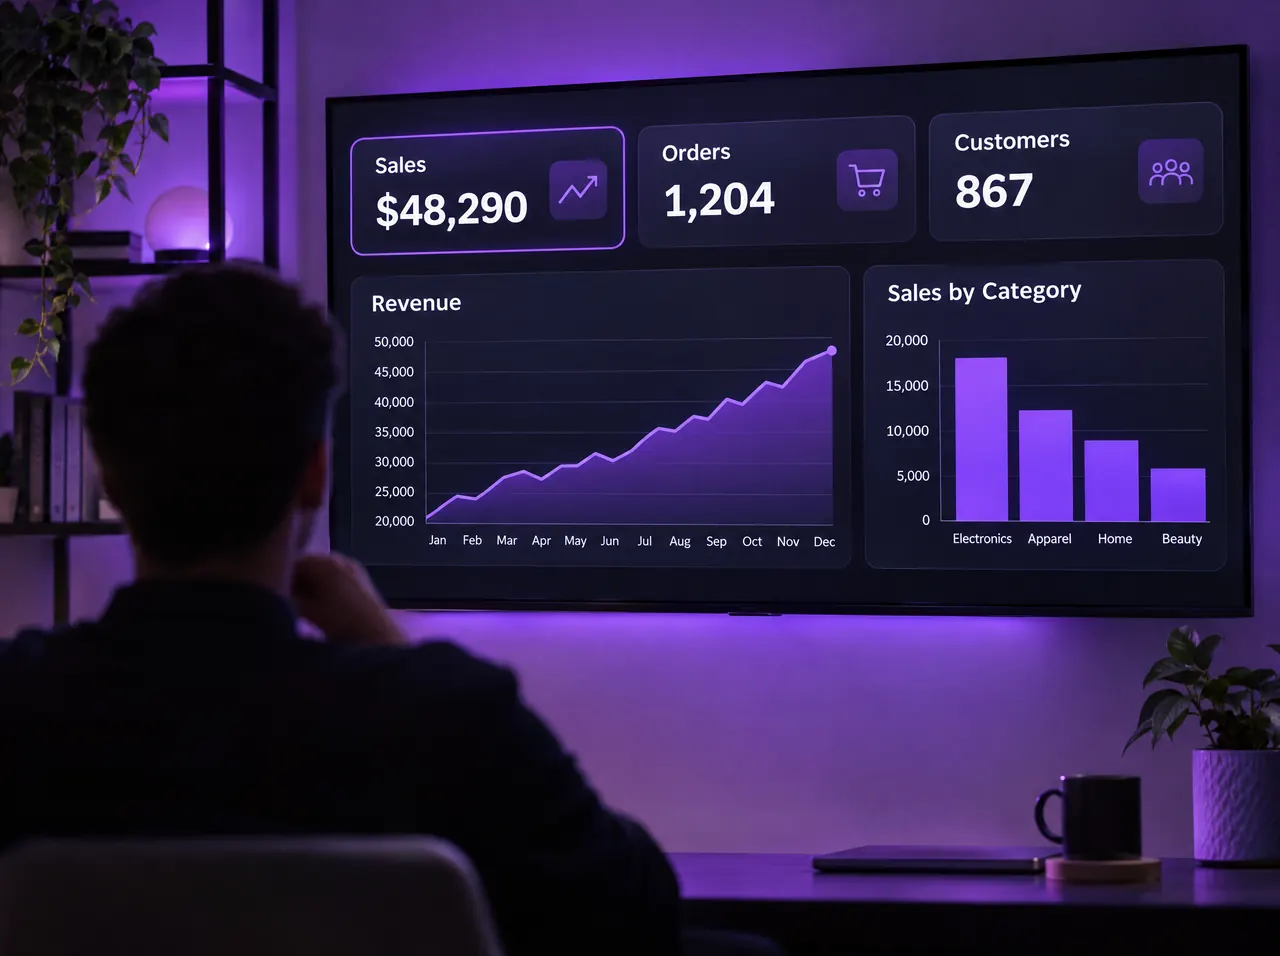 Sales
$48,290
Orders
1,204
Customers
867
Revenue
50,000
45,000
40,000
35,000
30,000
25,000
20,000
Jan Feb Mar Apr May Jun Jul Aug Sep Oct Nov Dec
Sales by Category
20,000
15,000
10,000
5,000
0
Electronics Apparel Home Beauty